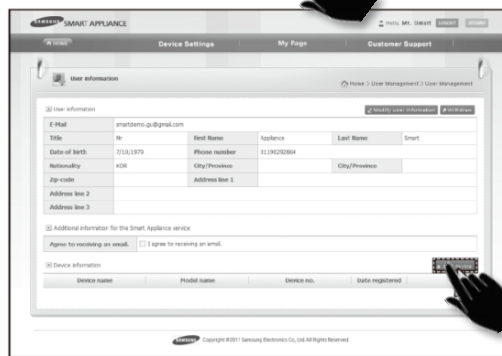 SAMSUNG SMART APPLIANCE
Hello, Mr. Smart LOGOUT
HOME Device Settings My Page Customer Support
User information
Home > User Management > User Management
User information Modify user information Withdraw
E-Mail smartdemo.gu@gmail.com
Title Mr First Name Appliance Last Name Smart
Date of berth 7/10/1979 Phone number 01190292864
Nationality KOR City/Province City/Province
Zip-code Address line 1
Address line 2
Address line 3
Additional information for the Smart Appliance service
Agree to receiving an email. I agree to receiving an email.
Device information
Device name Model name Device no. Date registered
SAMSUNG Copyright ©2011 Samsung Electronics Co., Ltd. All Rights Reserved.